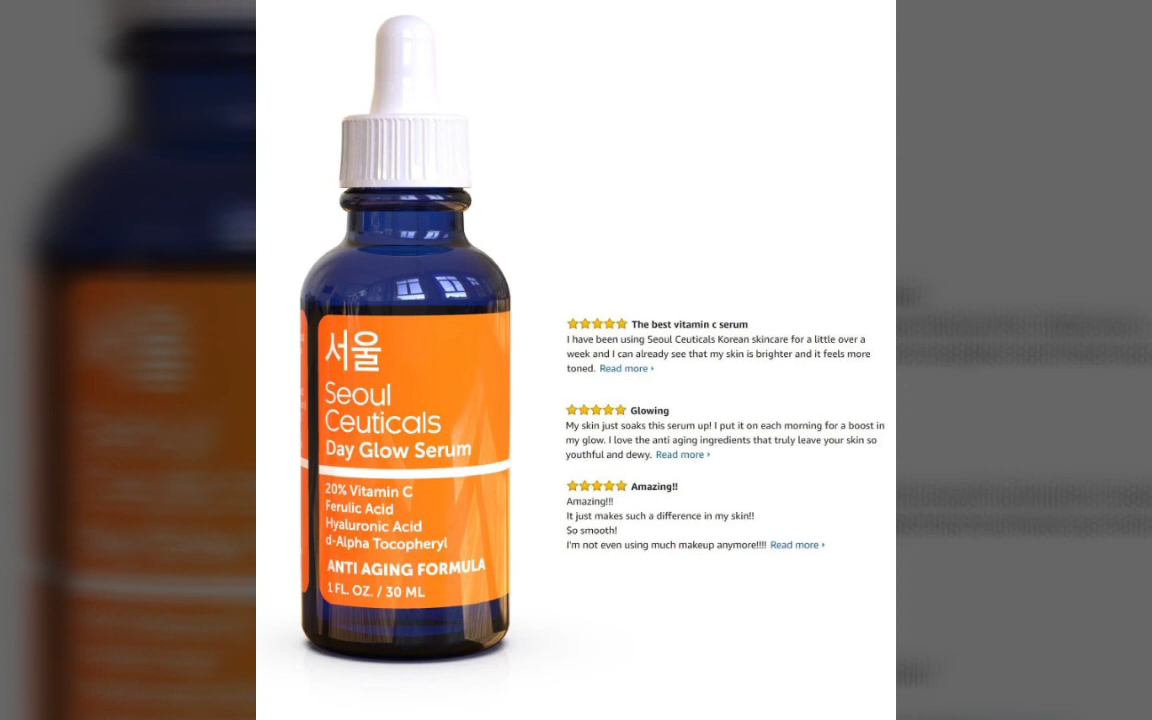 서울
Seoul
Ceuticals
Day Glow Serum
20% Vitamin C
Ferulic Acid
Hyaluronic Acid
d-Alpha Tocopheryl
ANTI AGING FORMULA
1 FL. OZ. / 30 ML
The best vitamin c serum
I have been using Seoul Ceuticals Korean skincare for a little over a
week and I can already see that my skin is brighter and it feels more
toned. Read more
Glowing
My skin just soaks this serum up! I put it on each morning for a boost in
my glow. I love the anti aging ingredients that truly leave your skin so
youthful and dewy. Read more
Amazing!!
Amazing!!!
It just makes such a difference in my skin!!
So smooth!
I'm not even using much makeup anymore!!!! Read more